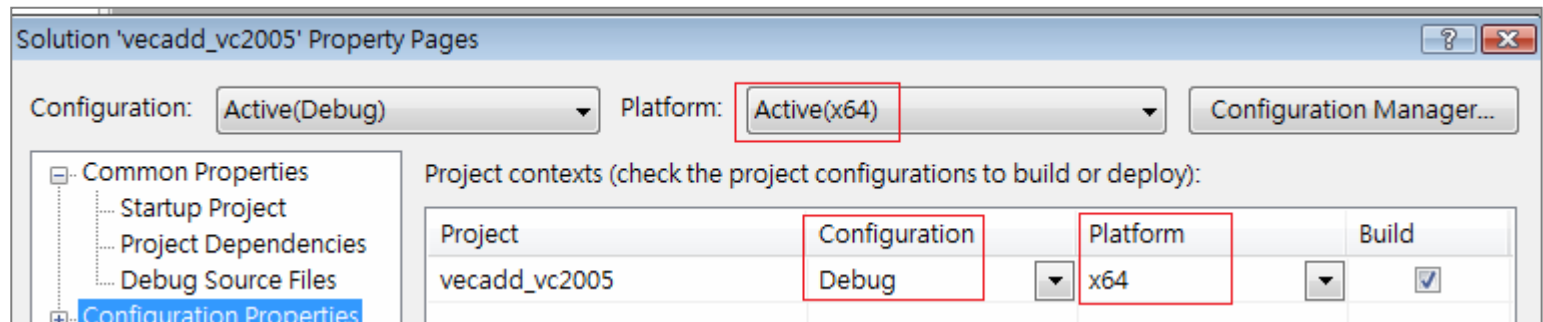 Solution 'vecadd_vc2005' Property Pages
Configuration: Active(Debug) Platform: Active(x64) Configuration Manager...
Common Properties
Startup Project
Project Dependencies
Debug Source Files
Configuration Properties
Project contexts (check the project configurations to build or deploy):
Project Configuration Platform Build
vecadd_vc2005 Debug x64